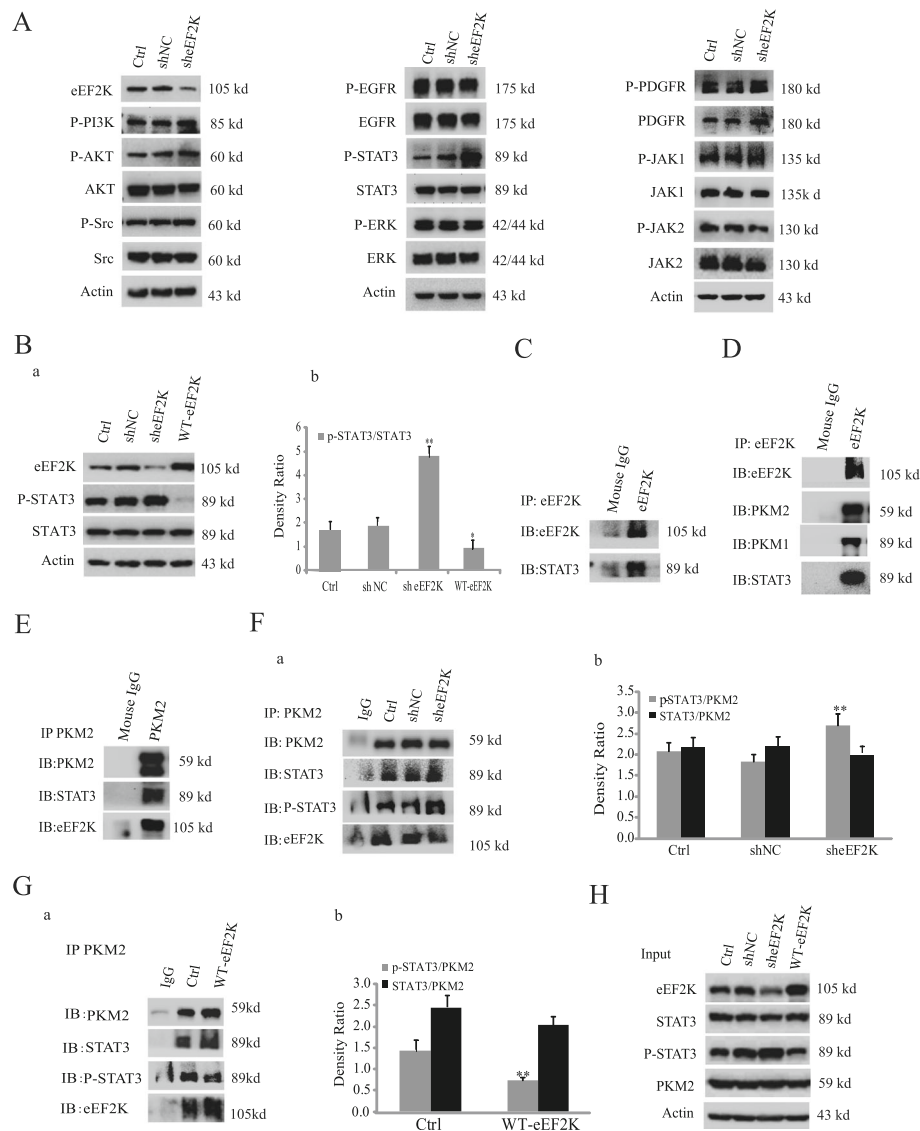 A
Ctrl
shNC
sheEF2K
eEF2K 105 kd
P-PI3K 85 kd
P-AKT 60 kd
AKT 60 kd
P-Src 60 kd
Src 60 kd
Actin 43 kd
Ctrl
shNC
sheEF2K
P-EGFR 175 kd
EGFR 175 kd
P-STAT3 89 kd
STAT3 89 kd
P-ERK 42/44 kd
ERK 42/44 kd
Actin 43 kd
Ctrl
shNC
sheEF2K
P-PDGFR 180 kd
PDGFR 180 kd
P-JAK1 135 kd
JAK1 135k d
P-JAK2 130 kd
JAK2 130 kd
Actin 43 kd
B
a
Ctrl
shNC
sheEF2K
WT-eEF2K
eEF2K 105 kd
P-STAT3 89 kd
STAT3 89 kd
Actin 43 kd
b
p-STAT3/STAT3
Density Ratio
6
5
4
3
2
1
0
**
*
Ctrl sh NC sh eEF2K WT-eEF2K
C
Mouse IgG
eEF2K
IP: eEF2K
IB:eEF2K 105 kd
IB:STAT3 89 kd
D
Mouse IgG
eEF2K
IP: eEF2K
IB:eEF2K 105 kd
IB:PKM2 59 kd
IB:PKM1 89 kd
IB:STAT3 89 kd
E
Mouse IgG
PKM2
IP PKM2
IB:PKM2 59 kd
IB:STAT3 89 kd
IB:eEF2K 105 kd
F
a
IgG
Ctrl
shNC
sheEF2K
IP: PKM2
IB: PKM2 59 kd
IB:STAT3 89 kd
IB:P-STAT3 89 kd
IB:eEF2K 105 kd
b
pSTAT3/PKM2
STAT3/PKM2
Density Ratio
3.5
3.0
2.5
2.0
1.5
1.0
0.5
0.0
**
Ctrl shNC sheEF2K
G
a
IP PKM2
IgG
Ctrl
WT-eEF2K
IB:PKM2 59kd
IB:STAT3 89kd
IB:P-STAT3 89kd
IB:eEF2K 105kd
b
p-STAT3/PKM2
STAT3/PKM2
Density Ratio
3.0
2.5
2.0
1.5
1.0
0.5
0.0
**
Ctrl WT-eEF2K
H
Input
Ctrl
shNC
sheEF2K
WT-eEF2K
eEF2K 105 kd
STAT3 89 kd
P-STAT3 89 kd
PKM2 59 kd
Actin 43 kd